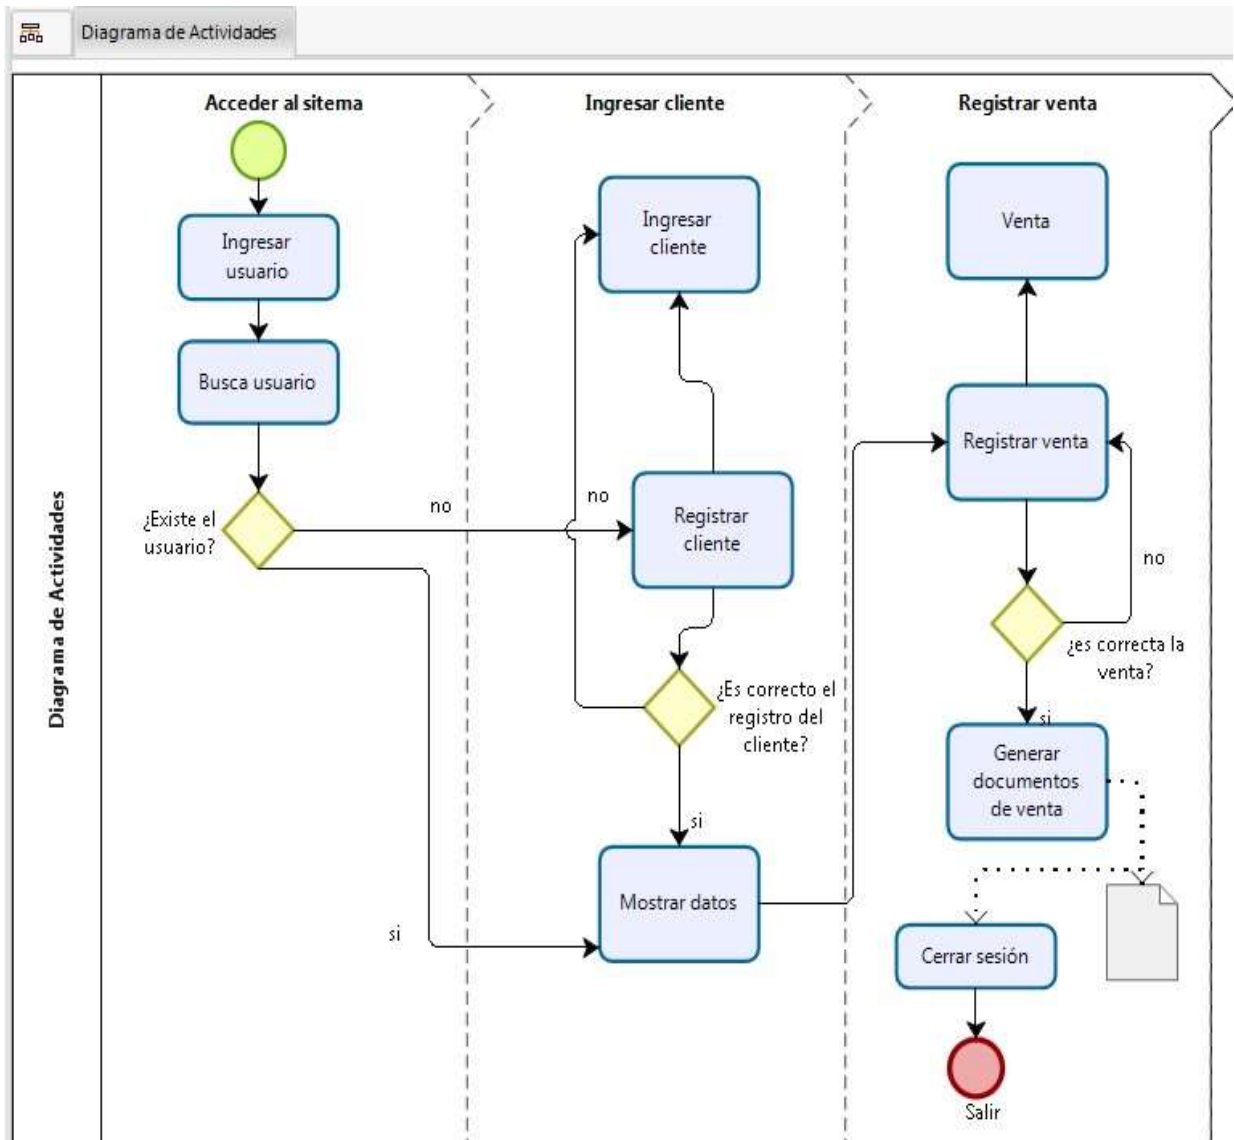 Diagrama de Actividades
Diagrama de Actividades
Acceder al sitema
Ingresar
usuario
Busca usuario
¿Existe el
usuario?
no
si
Ingresar cliente
Ingresar
cliente
no
Registrar
cliente
¿Es correcto el
registro del
cliente?
si
Mostrar datos
Registrar venta
Venta
Registrar venta
no
¿es correcta la
venta?
si
Generar
documentos
de venta
Cerrar sesión
Salir